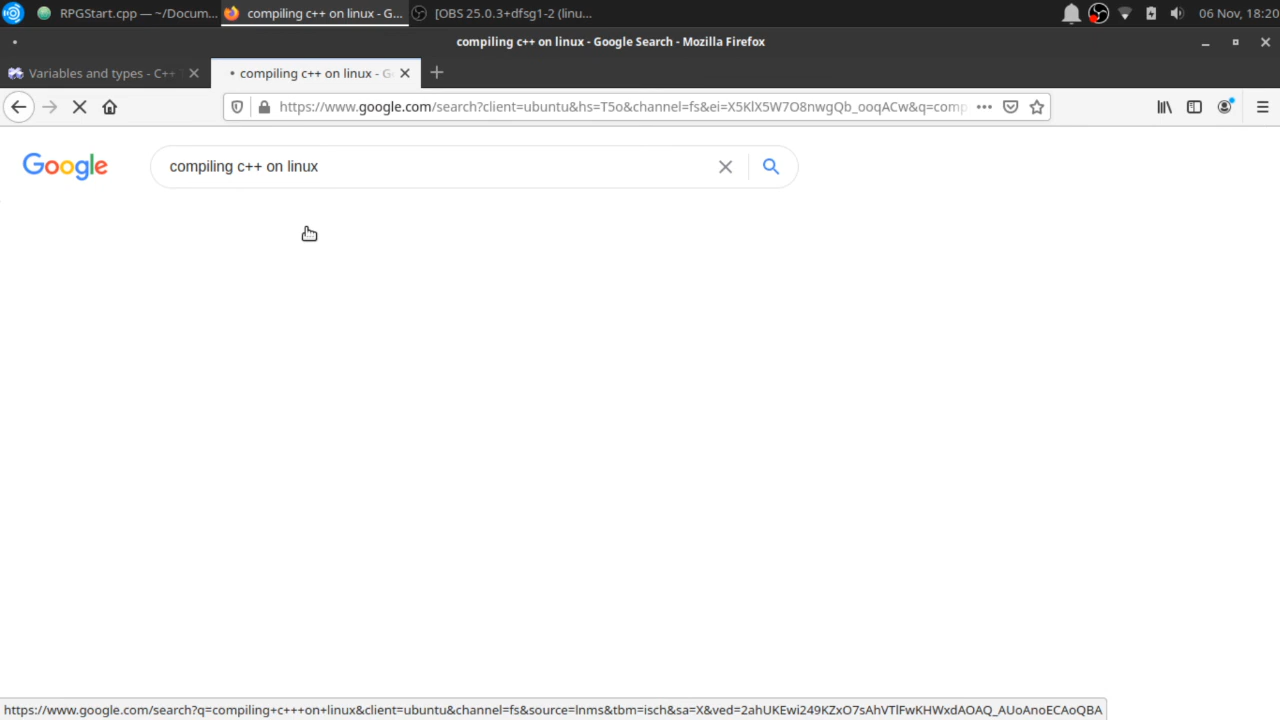 RPGStart.cpp — ~/Docum... compiling c++ on linux - G... [OBS 25.0.3+dfsg1-2 (linu... 06 Nov, 18:20
compiling c++ on linux - Google Search - Mozilla Firefox
Variables and types - C++ compiling c++ on linux - G
https://www.google.com/search?client=ubuntu&hs=T5o&channel=fs&ei=X5KlX5W7O8nwgQb_ooqACw&q=comp
Google compiling c++ on linux
https://www.google.com/search?q=compiling+c+++on+linux&client=ubuntu&channel=fs&source=lnms&tbm=isch&sa=X&ved=2ahUKEwi249KZxO7sAhVTlFwKHWxdAOAQ_AUoAnoECAoQBA